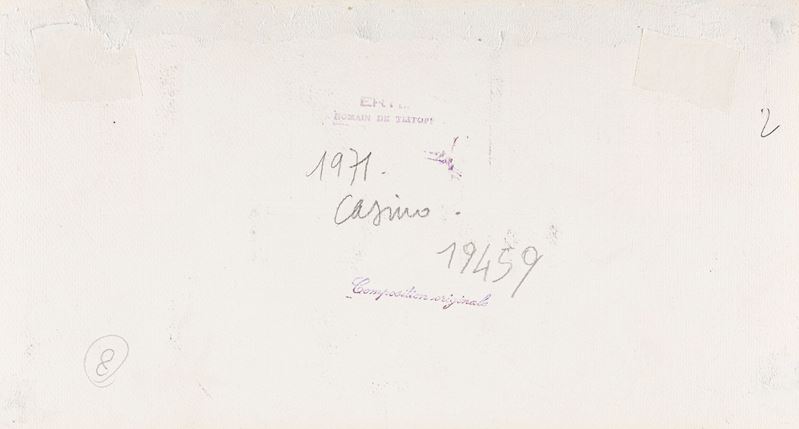 ERTÉ
ROMAIN DE TIRTOFF
2
1971.
Casino.
19459
Composition originale
8